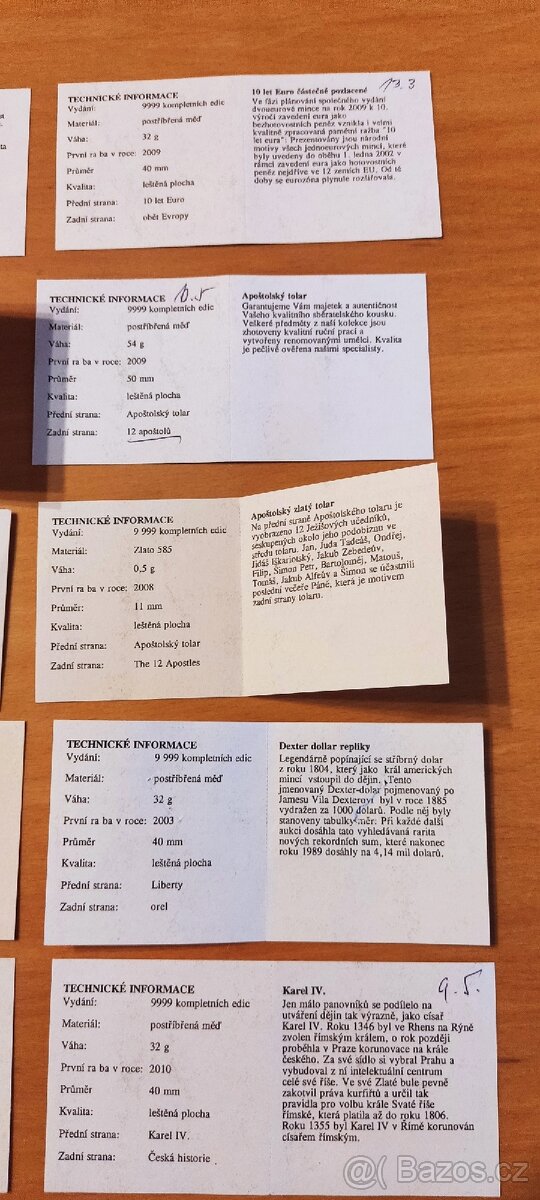 TECHNICKÉ INFORMACE
Vydání: 9999 kompletních edic
Materiál: postříbřená měď
Váha: 32 g
První ra ba v roce: 2009
Průměr 40 mm
Kvalita: leštěná plocha
Přední strana: 10 let Euro
Zadní strana: oběť Evropy
13.3
10 let Euro částečně pozlacené
Ve fázi plánování společného vydání
dvoueurové mince na rok 2009 k 10.
výročí zavedení eura jako
bezhotovostních peněz vznikla i velmi
kvalitně zpracovaná pamětní ražba "10
let eura": Prezentovány jsou národní
motivy všech jednoeurových mincí, které
byly uvedeny do oběhu 1. ledna 2002 v
rámci zavedení eura jako hotovostních
peněz nejdříve ve 12 zemích EU. Od té
doby se eurozóna plynule rozšiřovala.
TECHNICKÉ INFORMACE 10.5
Vydání: 9999 kompletních edic
Materiál: postříbřená měď
Váha: 54 g
První ra ba v roce: 2009
Průměr 50 mm
Kvalita: leštěná plocha
Přední strana: Apoštolský tolar
Zadní strana: 12 apoštolů
Apoštolský tolar
Garantujeme Vám majetek a autentičnost
Vašeho kvalitního sběratelského kousku.
Velkeré předměty z naší kolekce jsou
zhotoveny kvalitní ruční prací a
vytvořeny renomovanými umělci. Kvalita
je pečlivě ověřena našimi specialisty.
TECHNICKÉ INFORMACE
Vydání: 9 999 kompletních edic
Materiál: Zlato 585
Váha: 0,5 g
První ra ba v roce: 2008
Průměr: 11 mm
Kvalita: leštěná plocha
Přední strana: Apoštolský tolar
Zadní strana: The 12 Apostles
Apoštolský zlatý tolar
Na přední straně Apoštolského tolaru je
vyobrazeno 12 Ježíšových učedníků,
seskupených okolo jeho podobizny ve
středu tolaru. Jan, Juda Tadeáš, Ondřej,
Jidáš Iškariotský, Jakub Zebedeův,
Filip, Šimon Petr, Bartoloměj, Matouš,
Tomáš, Jakub Alfeův a Šimon se účastnili
poslední večeře Páně, která je motivem
zadní strany tolaru.
TECHNICKÉ INFORMACE
Vydání: 9 999 kompletních edic
Materiál: postříbřená měď
Váha: 32 g
První ra ba v roce: 2003
Průměr 40 mm
Kvalita: leštěná plocha
Přední strana: Liberty
Zadní strana: orel
Dexter dollar repliky
Legendárně popínající se stříbrný dolar
z roku 1804, který jako král amerických
mincí vstoupil do dějin. Tento
jmenovaný Dexter-dolar pojmenovaný po
Jamesu Vila Dexterovi byl v roce 1885
vydražen za 1000 dolarů. Podle něj byly
stanoveny tabulky měr: Při každé další
aukci dosáhla tato vyhledávaná rarita
nových rekordních sum, které nakonec
roku 1989 dosáhly na 4,14 mil dolarů.
TECHNICKÉ INFORMACE
Vydání: 9999 kompletních edic
Materiál: postříbřená měď
Váha: 32 g
První ra ba v roce: 2010
Průměr 40 mm
Kvalita: leštěná plocha
Přední strana: Karel IV.
Zadní strana: Česká historie
9.5.
Karel IV.
Jen málo panovníků se podílelo na
utváření dějin tak výrazně, jako císař
Karel IV. Roku 1346 byl ve Rhens na Rýně
zvolen římským králem, o rok později
proběhla v Praze korunovace na krále
českého. Za své sídlo si vybral Prahu a
vybudoval z ní intelektuální centrum
celé své říše. Ve své Zlaté bule pevně
zakotvil práva kurfiřtů a určil tak
pravidla pro volbu krále Svaté říše
římské, která platila až do roku 1806.
Roku 1355 byl Karel IV v Římě korunován
císařem římským.
Bazos.cz